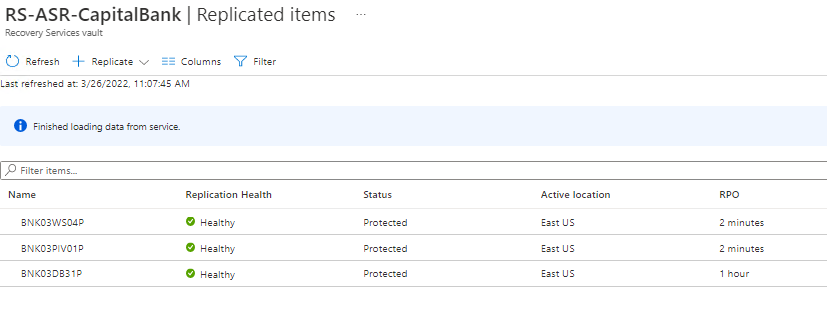 RS-ASR-CapitalBank | Replicated items ...
Recovery Services vault
Refresh Replicate Columns Filter
Last refreshed at: 3/26/2022, 11:07:45 AM
Finished loading data from service.
Filter items...
Name Replication Health Status Active location RPO
BNK03WS04P Healthy Protected East US 2 minutes
BNK03PIV01P Healthy Protected East US 2 minutes
BNK03DB31P Healthy Protected East US 1 hour